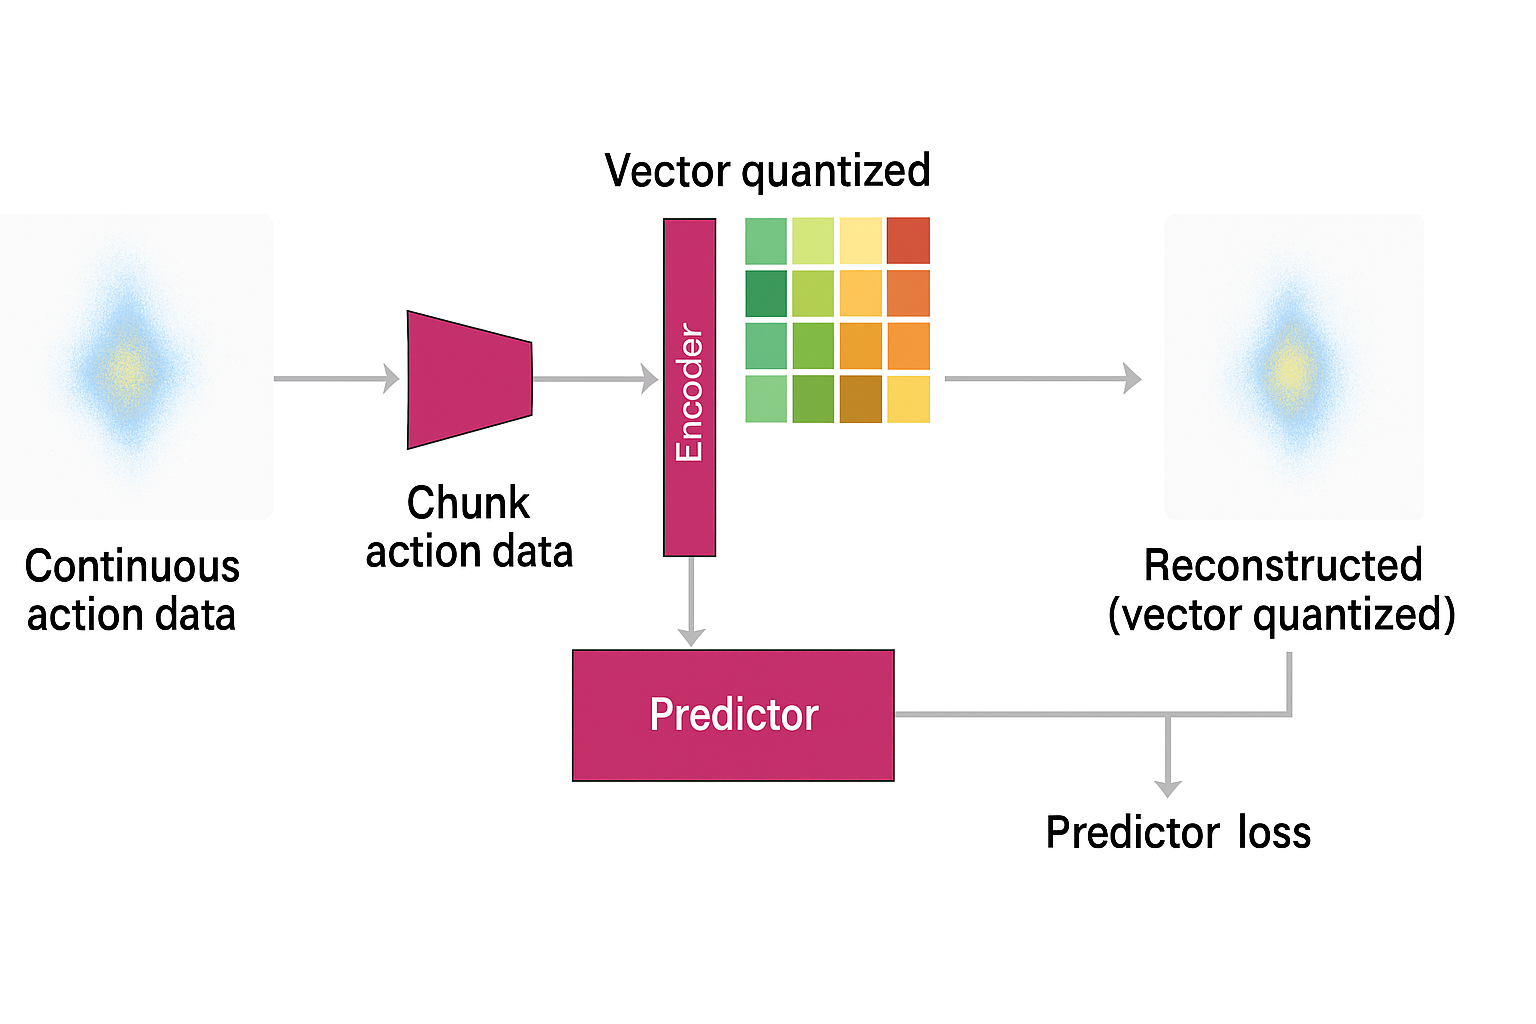 Vector quantized
Encoder
Chunk
action data
Continuous
action data
Reconstructed
(vector quantized)
Predictor
Predictor loss